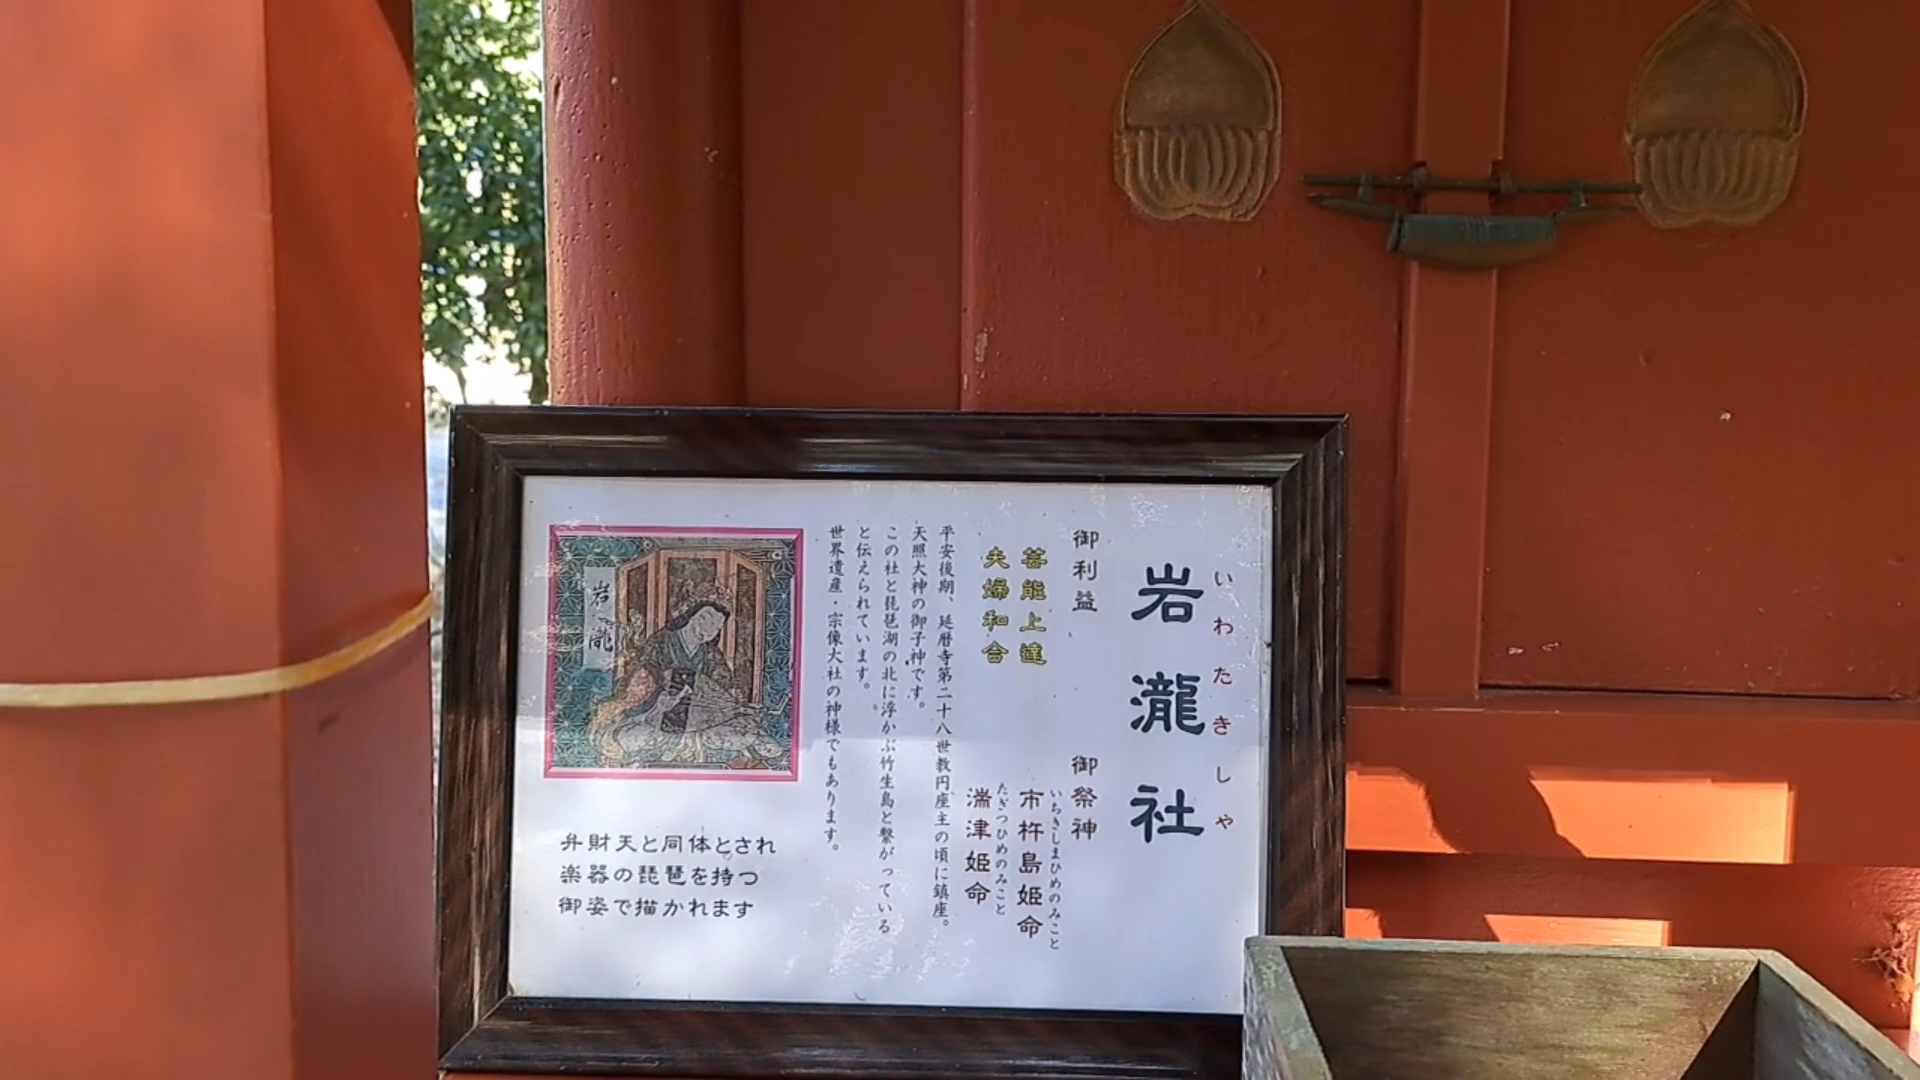 いわたきしゃ
岩瀧社
御利益
芸能上達
夫婦和合
御祭神
いちきしまひめのみこと
市杵島姫命
たぎつひめのみこと
湍津姫命
平安後期、延暦寺第二十八世教円座主の頃に鎮座。
天照大神の御子神です。
この社と琵琶湖の北に浮かぶ竹生島と繋がっている
と伝えられています。
世界遺産・宗像大社の神様でもあります。
岩瀧
弁財天と同体とされ
楽器の琵琶を持つ
御姿で描かれます